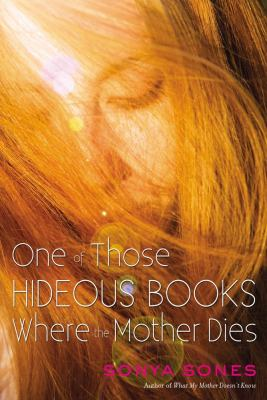 One of Those
HIDEOUS BOOKS
Where the Mother Dies
SONYA SONES
Author of What My Mother Doesn't Know